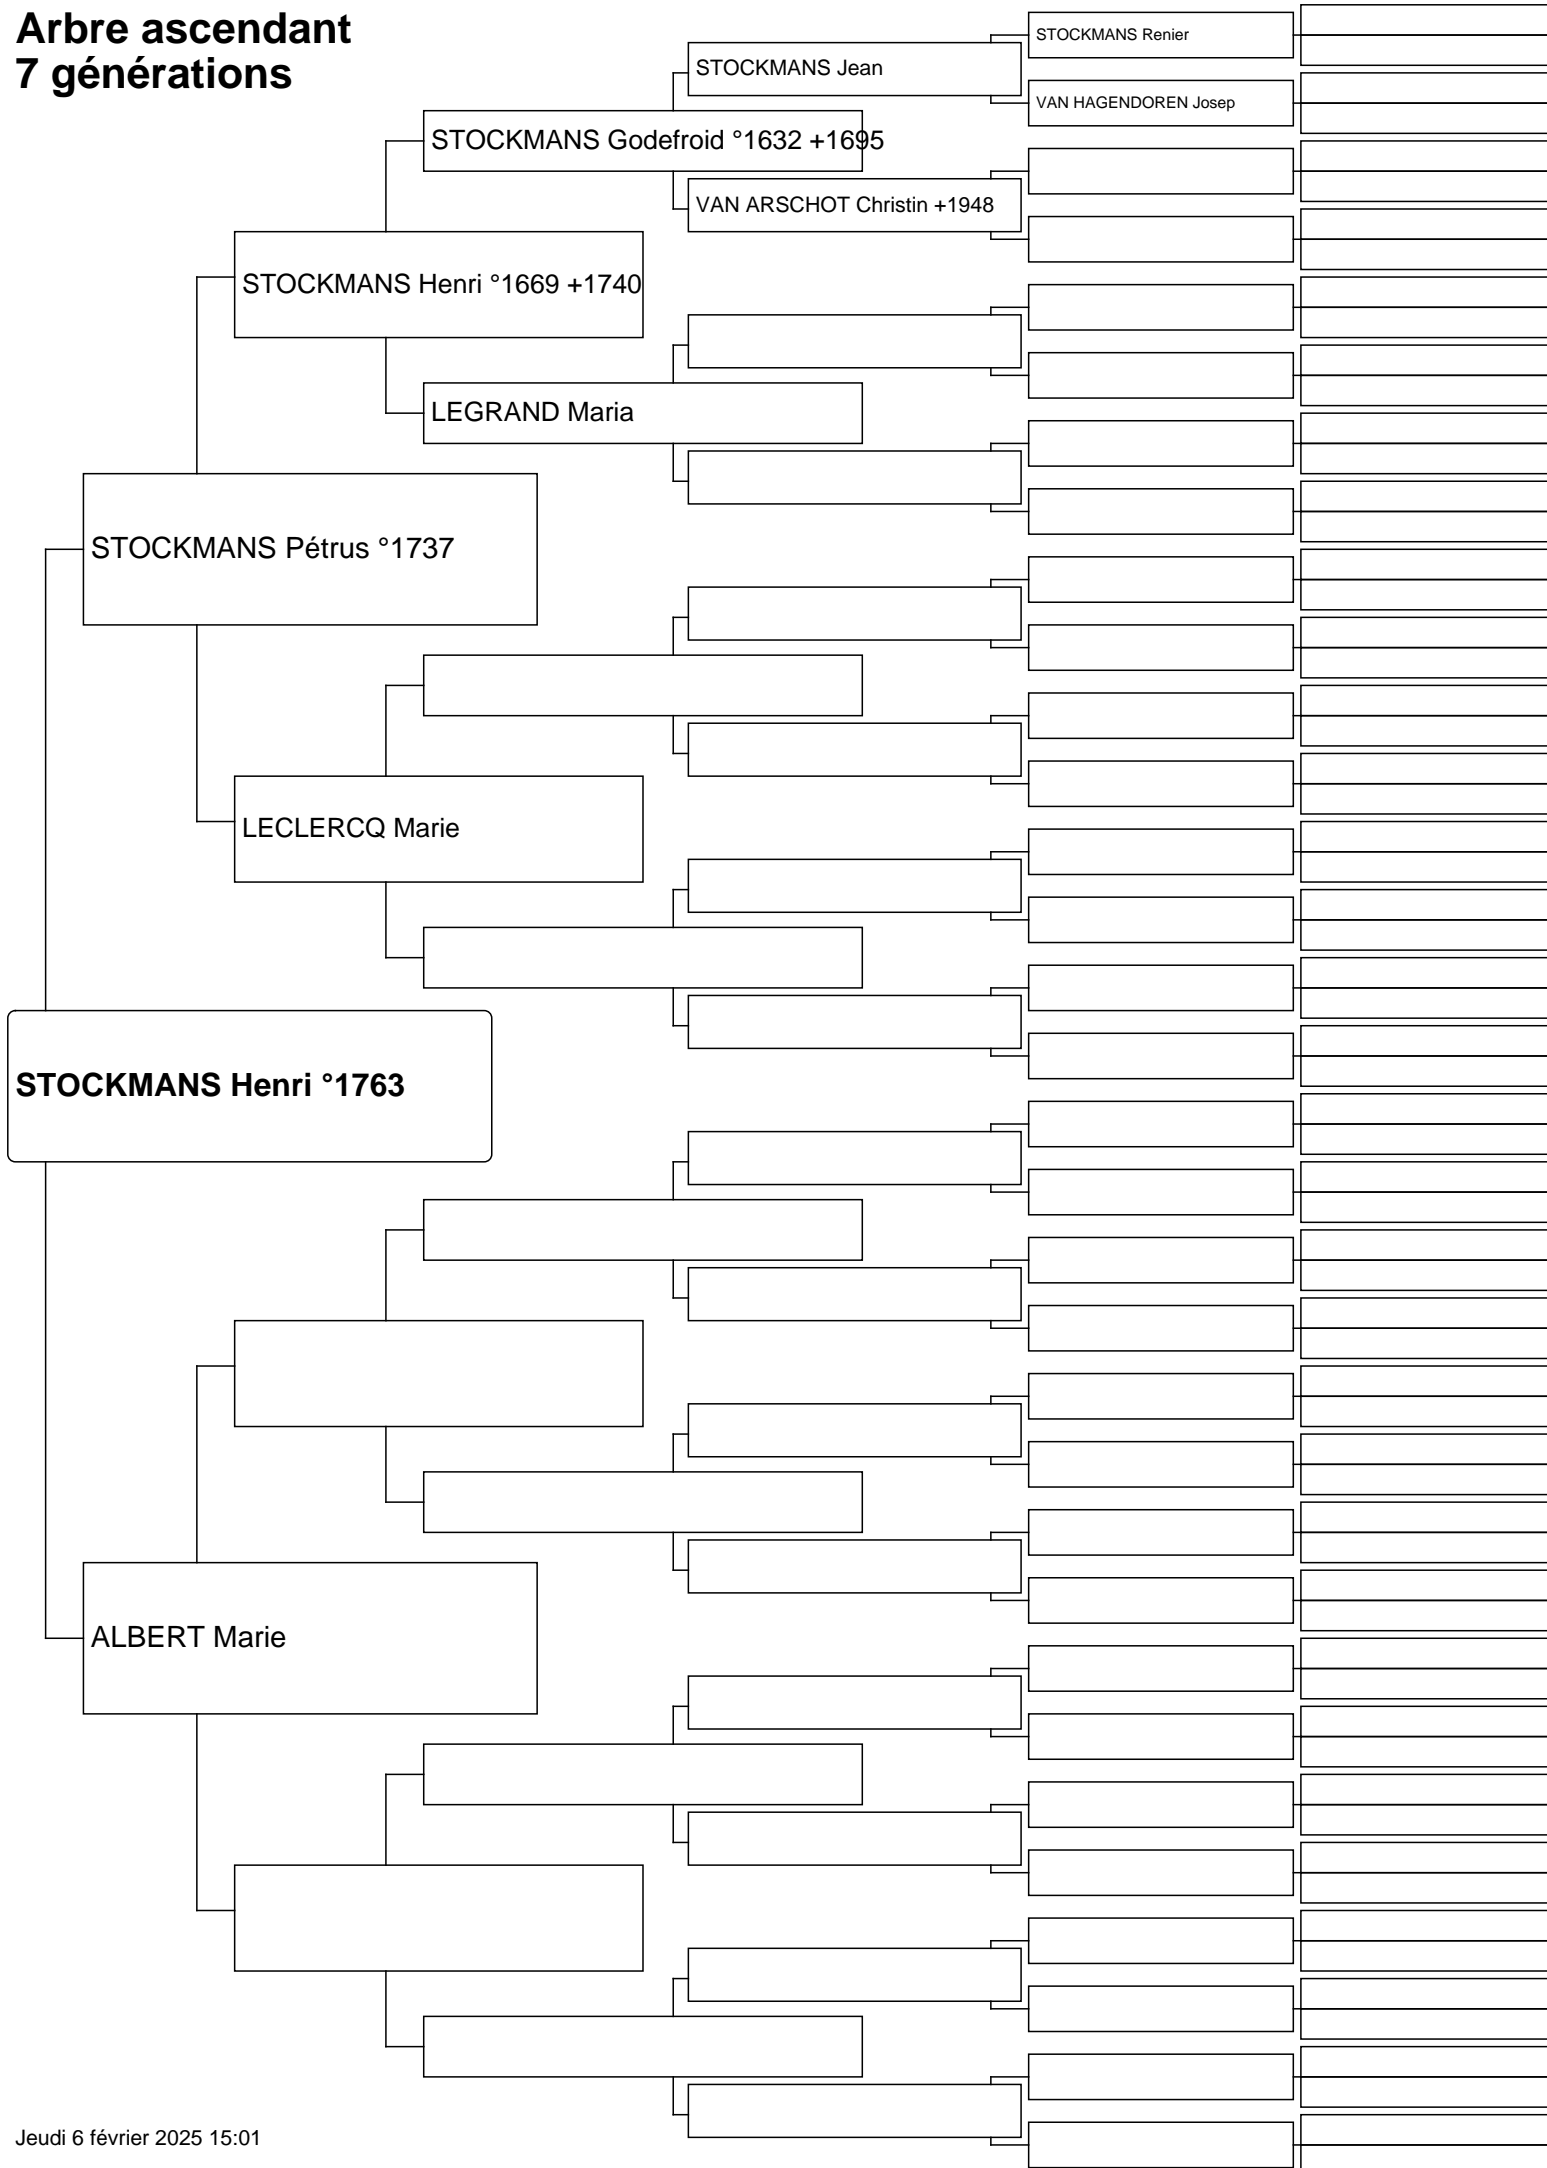 Arbre ascendant
7 générations
STOCKMANS Renier
STOCKMANS Jean
VAN HAGENDOREN Josep
STOCKMANS Godefroid °1632 +1695
VAN ARSCHOT Christin +1948
STOCKMANS Henri °1669 +1740
LEGRAND Maria
STOCKMANS Pétrus °1737
LECLERCQ Marie
STOCKMANS Henri °1763
ALBERT Marie
Jeudi 6 février 2025 15:01